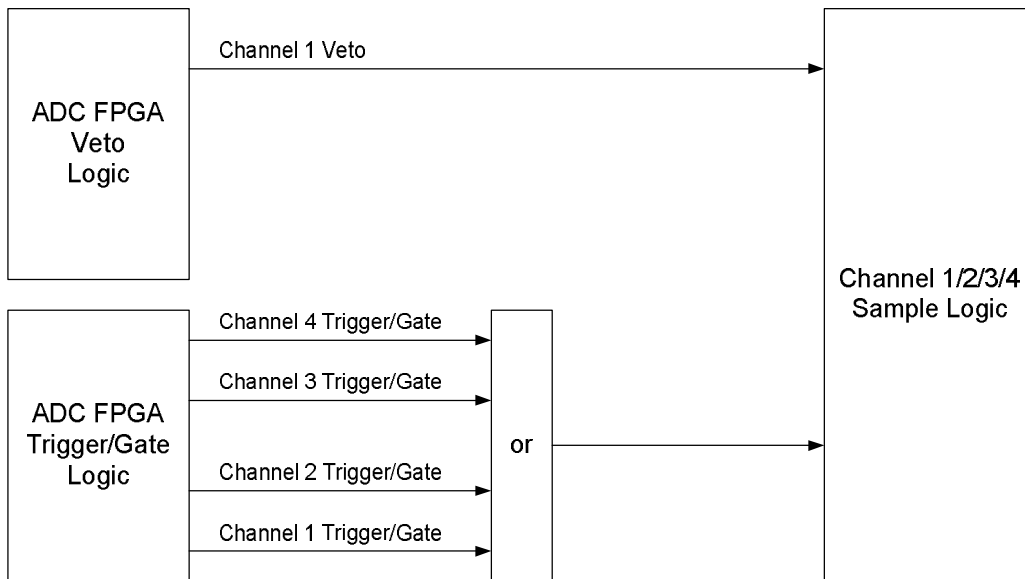 Channel 1 Veto
ADC FPGA
Veto
Logic
Channel 1/2/3/4
Sample Logic
Channel 4 Trigger/Gate
Channel 3 Trigger/Gate
ADC FPGA
Trigger/Gate
Logic
or
Channel 2 Trigger/Gate
Channel 1 Trigger/Gate